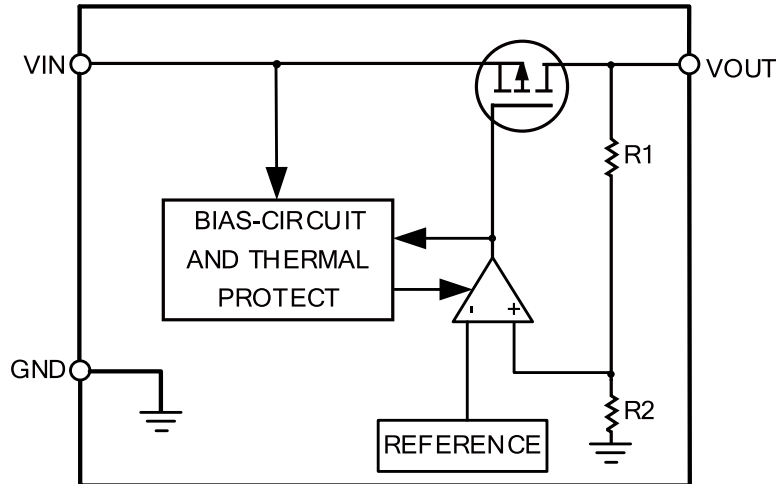 VIN
VOUT
R1
BIAS-CIRCUIT
AND THERMAL
PROTECT
- +
GND
R2
REFERENCE